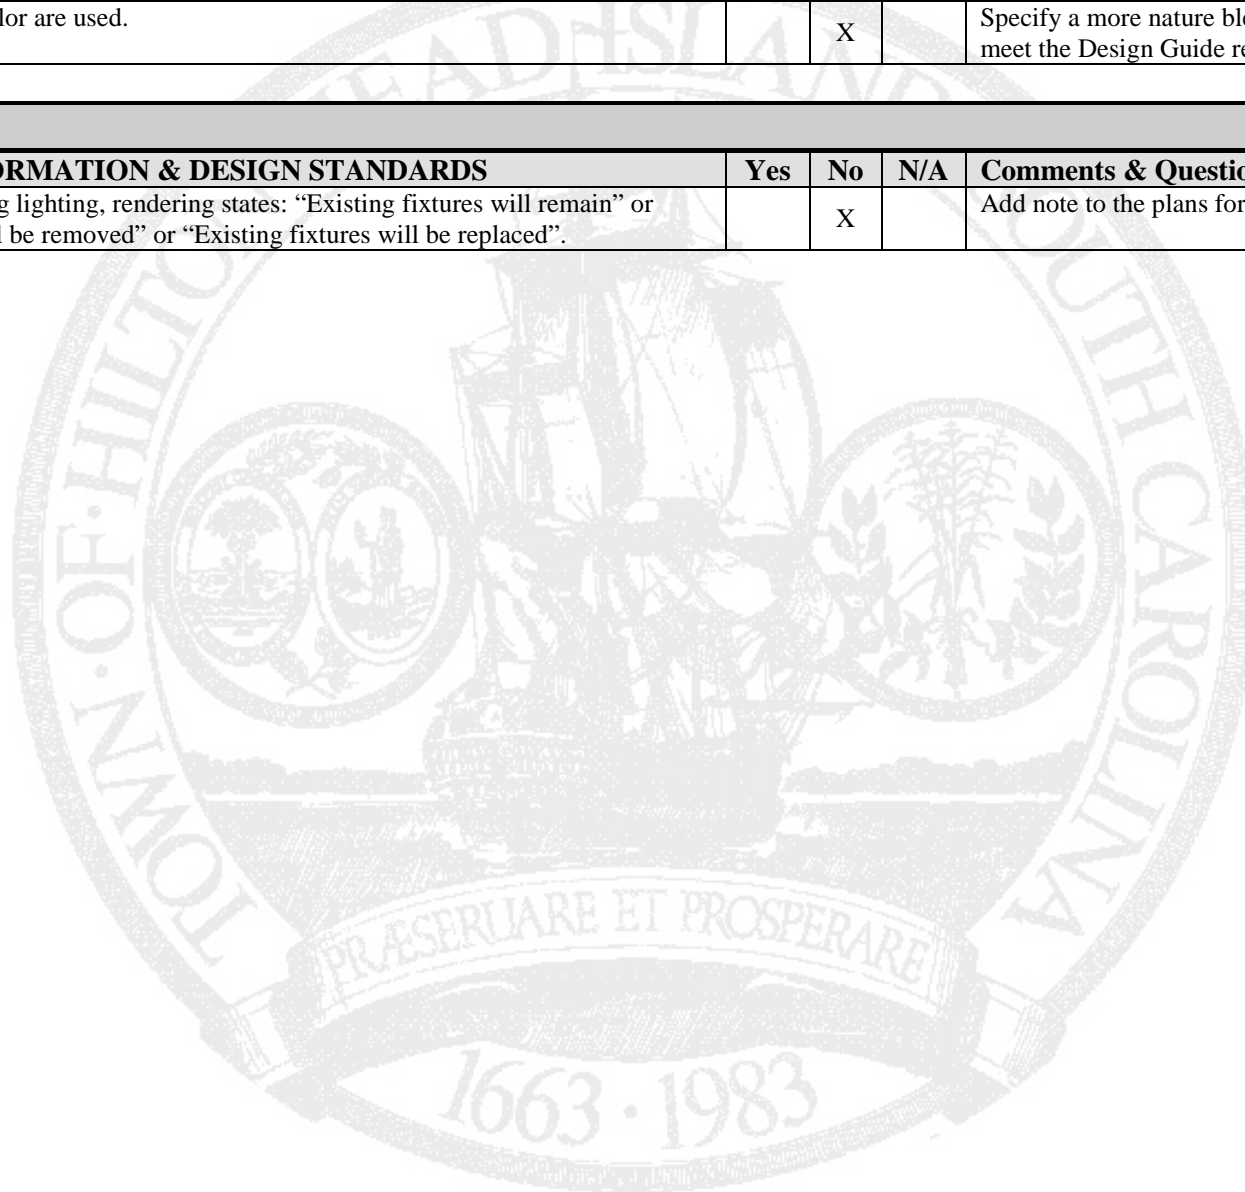 lor are used. X Specify a more nature ble
meet the Design Guide re
ORMATION & DESIGN STANDARDS Yes No N/A Comments & Questio
g lighting, rendering states: “Existing fixtures will remain” or X Add note to the plans for
l be removed” or “Existing fixtures will be replaced”.
TOWN · OF · HILTON HEAD ISLAND SOUTH CAROLINA
PRÆSERUARE ET PROSPERARE
1663 · 1983